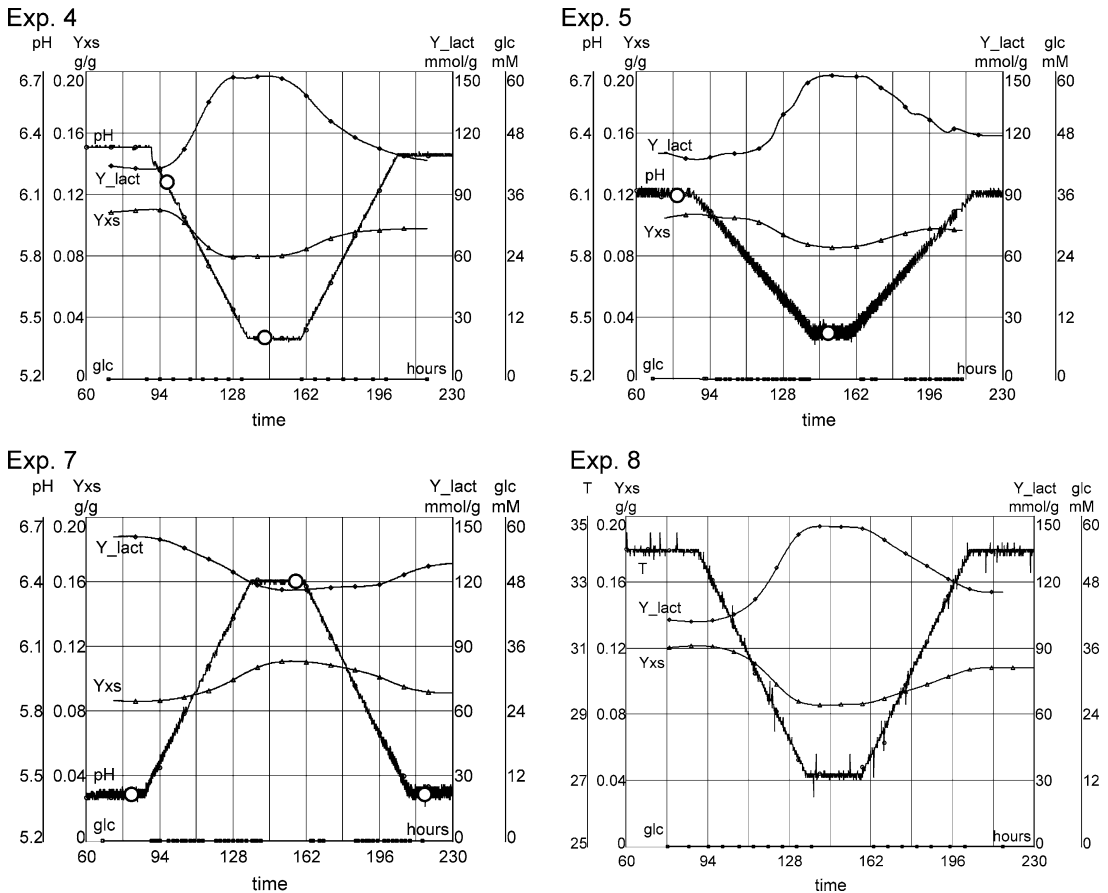 Exp. 4
pH Yxs Y_lact glc
g/g mmol/g mM
6.7 0.20 150 60
pH
6.4 0.16 120 48
Y_lact
6.1 0.12 90 36
Yxs
5.8 0.08 60 24
5.5 0.04 30 12
glc hours
5.2 0 0 0
60 94 128 162 196 230
time
Exp. 5
pH Yxs Y_lact glc
g/g mmol/g mM
6.7 0.20 150 60
6.4 0.16 120 48
Y_lact
pH
6.1 0.12 90 36
Yxs
5.8 0.08 60 24
5.5 0.04 30 12
glc hours
5.2 0 0 0
60 94 128 162 196 230
time
Exp. 7
pH Yxs Y_lact glc
g/g mmol/g mM
6.7 0.20 150 60
Y_lact
6.4 0.16 120 48
6.1 0.12 90 36
Yxs
5.8 0.08 60 24
5.5 0.04 30 12
pH
glc hours
5.2 0 0 0
60 94 128 162 196 230
time
Exp. 8
T Yxs Y_lact glc
g/g mmol/g mM
35 0.20 150 60
T
33 0.16 120 48
Y_lact
31 0.12 90 36
Yxs
29 0.08 60 24
27 0.04 30 12
glc hours
25 0 0 0
60 94 128 162 196 230
time